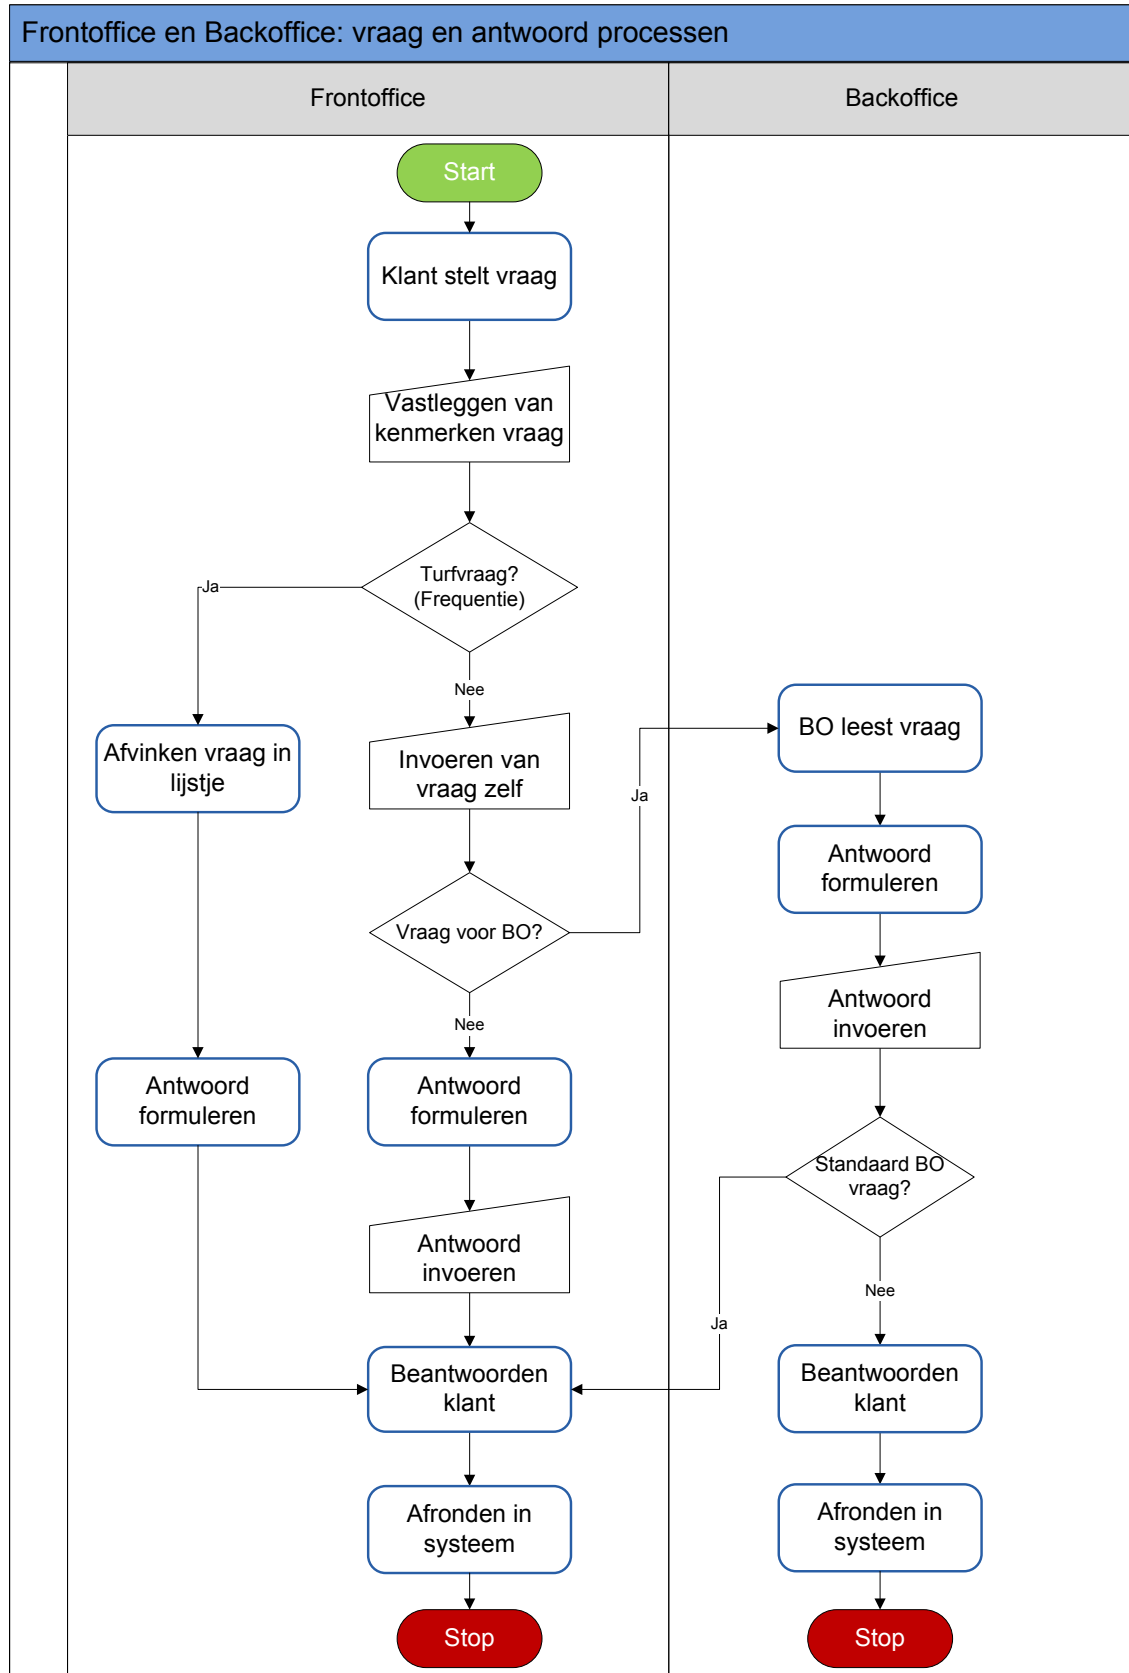 Frontoffice en Backoffice: vraag en antwoord processen
Frontoffice
Backoffice
Start
Klant stelt vraag
Vastleggen van
kenmerken vraag
Turfvraag?
(Frequentie)
Ja
Nee
Afvinken vraag in
lijstje
Invoeren van
vraag zelf
Ja
BO leest vraag
Antwoord
formuleren
Vraag voor BO?
Nee
Antwoord
invoeren
Antwoord
formuleren
Antwoord
formuleren
Standaard BO
vraag?
Antwoord
invoeren
Nee
Ja
Beantwoorden
klant
Beantwoorden
klant
Afronden in
systeem
Afronden in
systeem
Stop
Stop